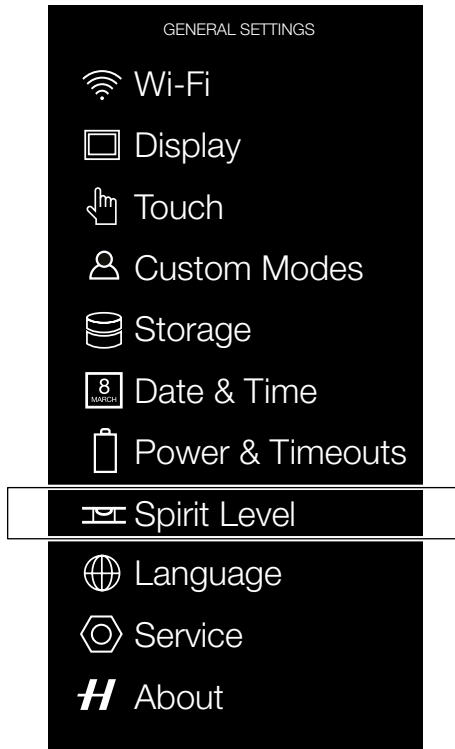 GENERAL SETTINGS
Wi-Fi
Display
Touch
Custom Modes
Storage
8
MARCH
Date & Time
Power & Timeouts
Spirit Level
Language
Service
H About